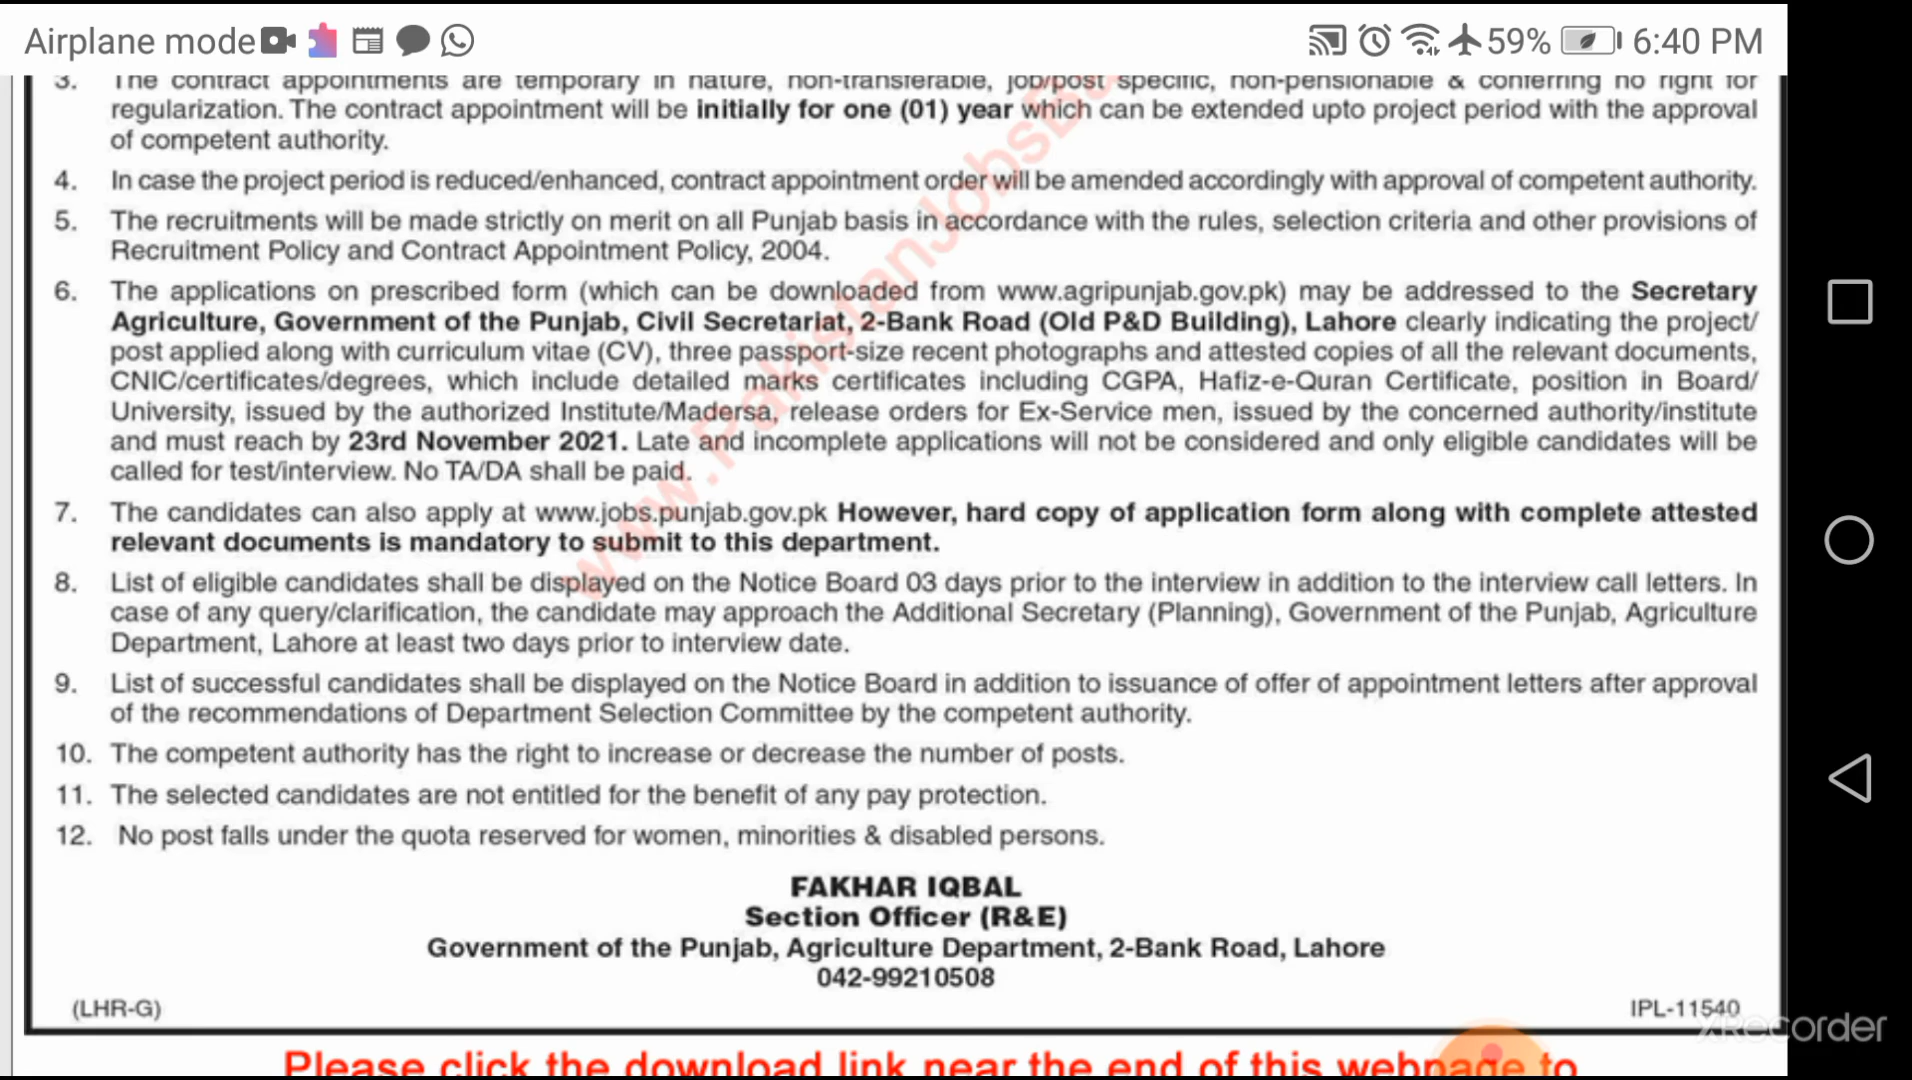 Airplane mode 59% 6:40 PM
3. The contract appointments are temporary in nature, non-transferable, job/post specific, non-pensionable & conferring no right for
regularization. The contract appointment will be initially for one (01) year which can be extended upto project period with the approval
of competent authority.
4. In case the project period is reduced/enhanced, contract appointment order will be amended accordingly with approval of competent authority.
5. The recruitments will be made strictly on merit on all Punjab basis in accordance with the rules, selection criteria and other provisions of
Recruitment Policy and Contract Appointment Policy, 2004.
6. The applications on prescribed form (which can be downloaded from www.agripunjab.gov.pk) may be addressed to the Secretary
Agriculture, Government of the Punjab, Civil Secretariat, 2-Bank Road (Old P&D Building), Lahore clearly indicating the project/
post applied along with curriculum vitae (CV), three passport-size recent photographs and attested copies of all the relevant documents,
CNIC/certificates/degrees, which include detailed marks certificates including CGPA, Hafiz-e-Quran Certificate, position in Board/
University, issued by the authorized Institute/Madersa, release orders for Ex-Service men, issued by the concerned authority/institute
and must reach by 23rd November 2021. Late and incomplete applications will not be considered and only eligible candidates will be
called for test/interview. No TA/DA shall be paid.
7. The candidates can also apply at www.jobs.punjab.gov.pk However, hard copy of application form along with complete attested
relevant documents is mandatory to submit to this department.
8. List of eligible candidates shall be displayed on the Notice Board 03 days prior to the interview in addition to the interview call letters. In
case of any query/clarification, the candidate may approach the Additional Secretary (Planning), Government of the Punjab, Agriculture
Department, Lahore at least two days prior to interview date.
9. List of successful candidates shall be displayed on the Notice Board in addition to issuance of offer of appointment letters after approval
of the recommendations of Department Selection Committee by the competent authority.
10. The competent authority has the right to increase or decrease the number of posts.
11. The selected candidates are not entitled for the benefit of any pay protection.
12. No post falls under the quota reserved for women, minorities & disabled persons.
FAKHAR IQBAL
Section Officer (R&E)
Government of the Punjab, Agriculture Department, 2-Bank Road, Lahore
042-99210508
(LHR-G) IPL-11540
XRecorder
Please click the download link near the end of this webpage to
www.PakistanJobsBa